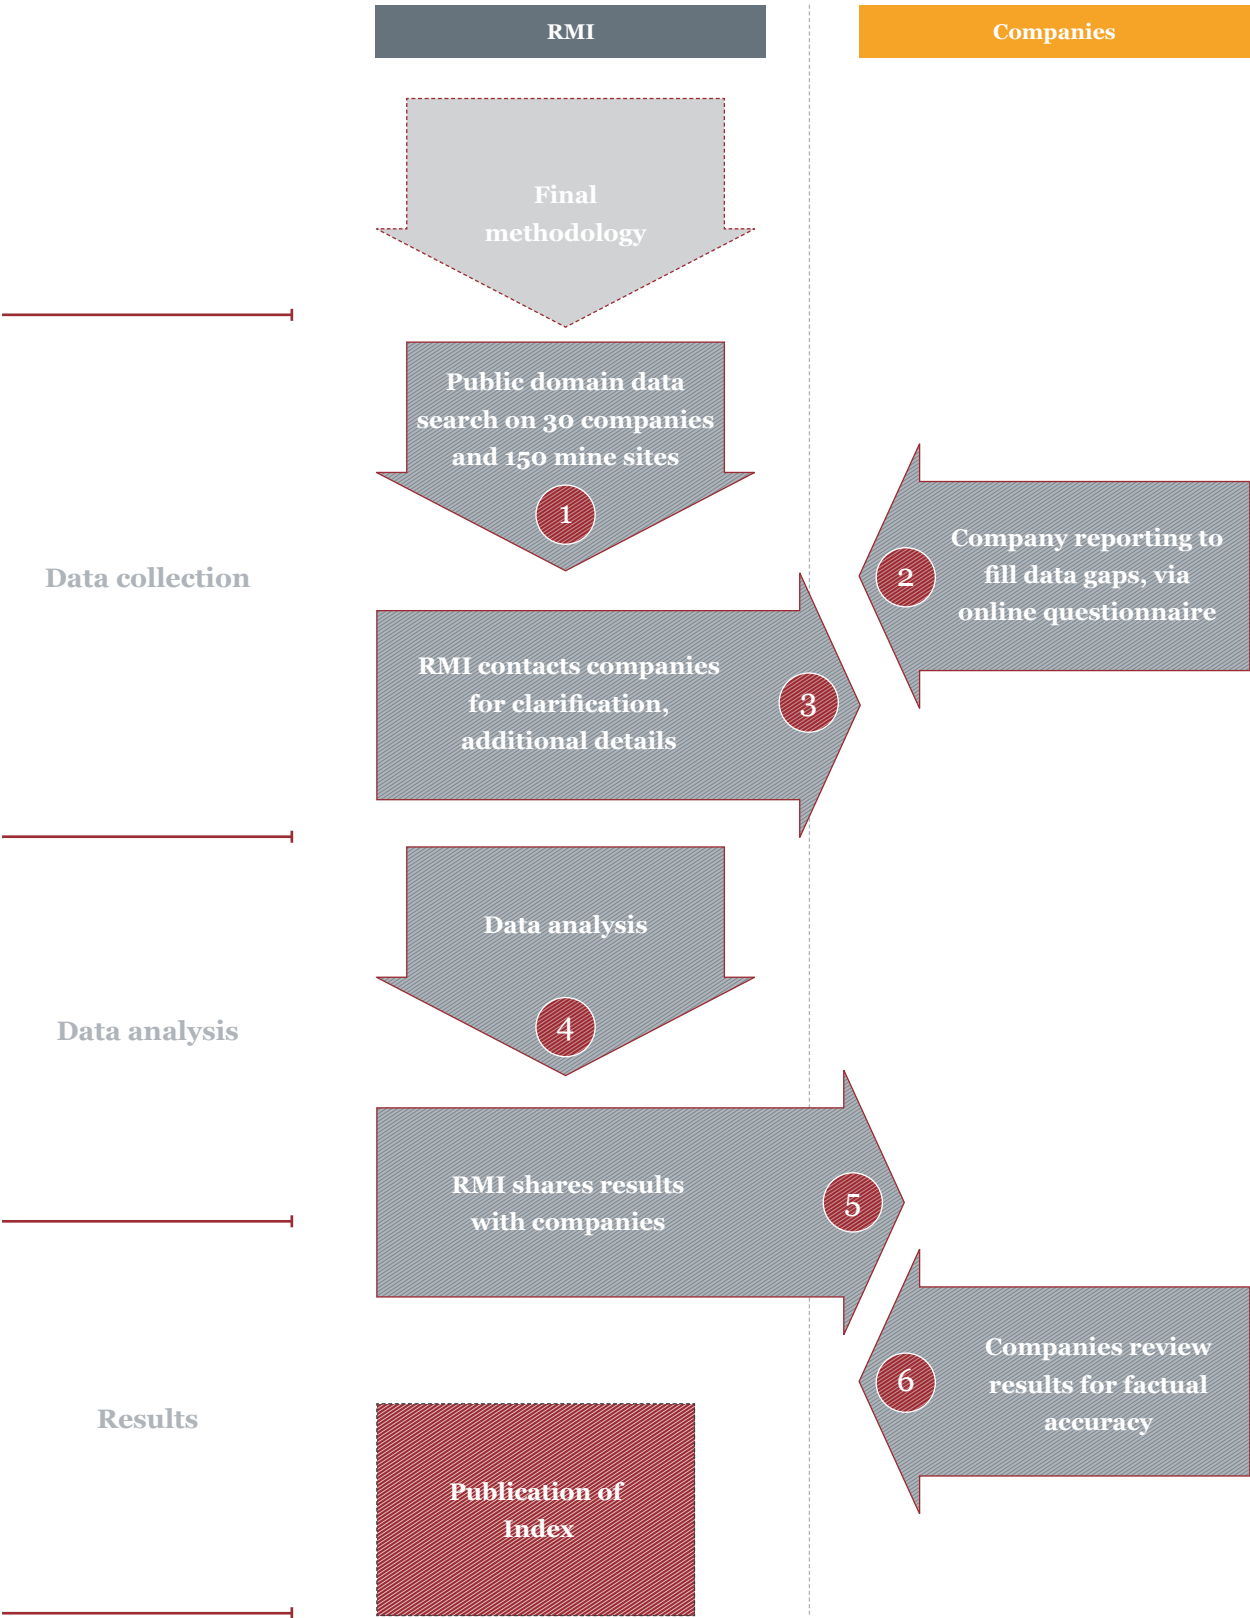 RMI
Companies
Final
methodology
Public domain data
search on 30 companies
and 150 mine sites
1
Data collection
Company reporting to
fill data gaps, via
online questionnaire
2
RMI contacts companies
for clarification,
additional details
3
Data analysis
4
Data analysis
RMI shares results
with companies
5
Companies review
results for factual
accuracy
6
Results
Publication of
Index